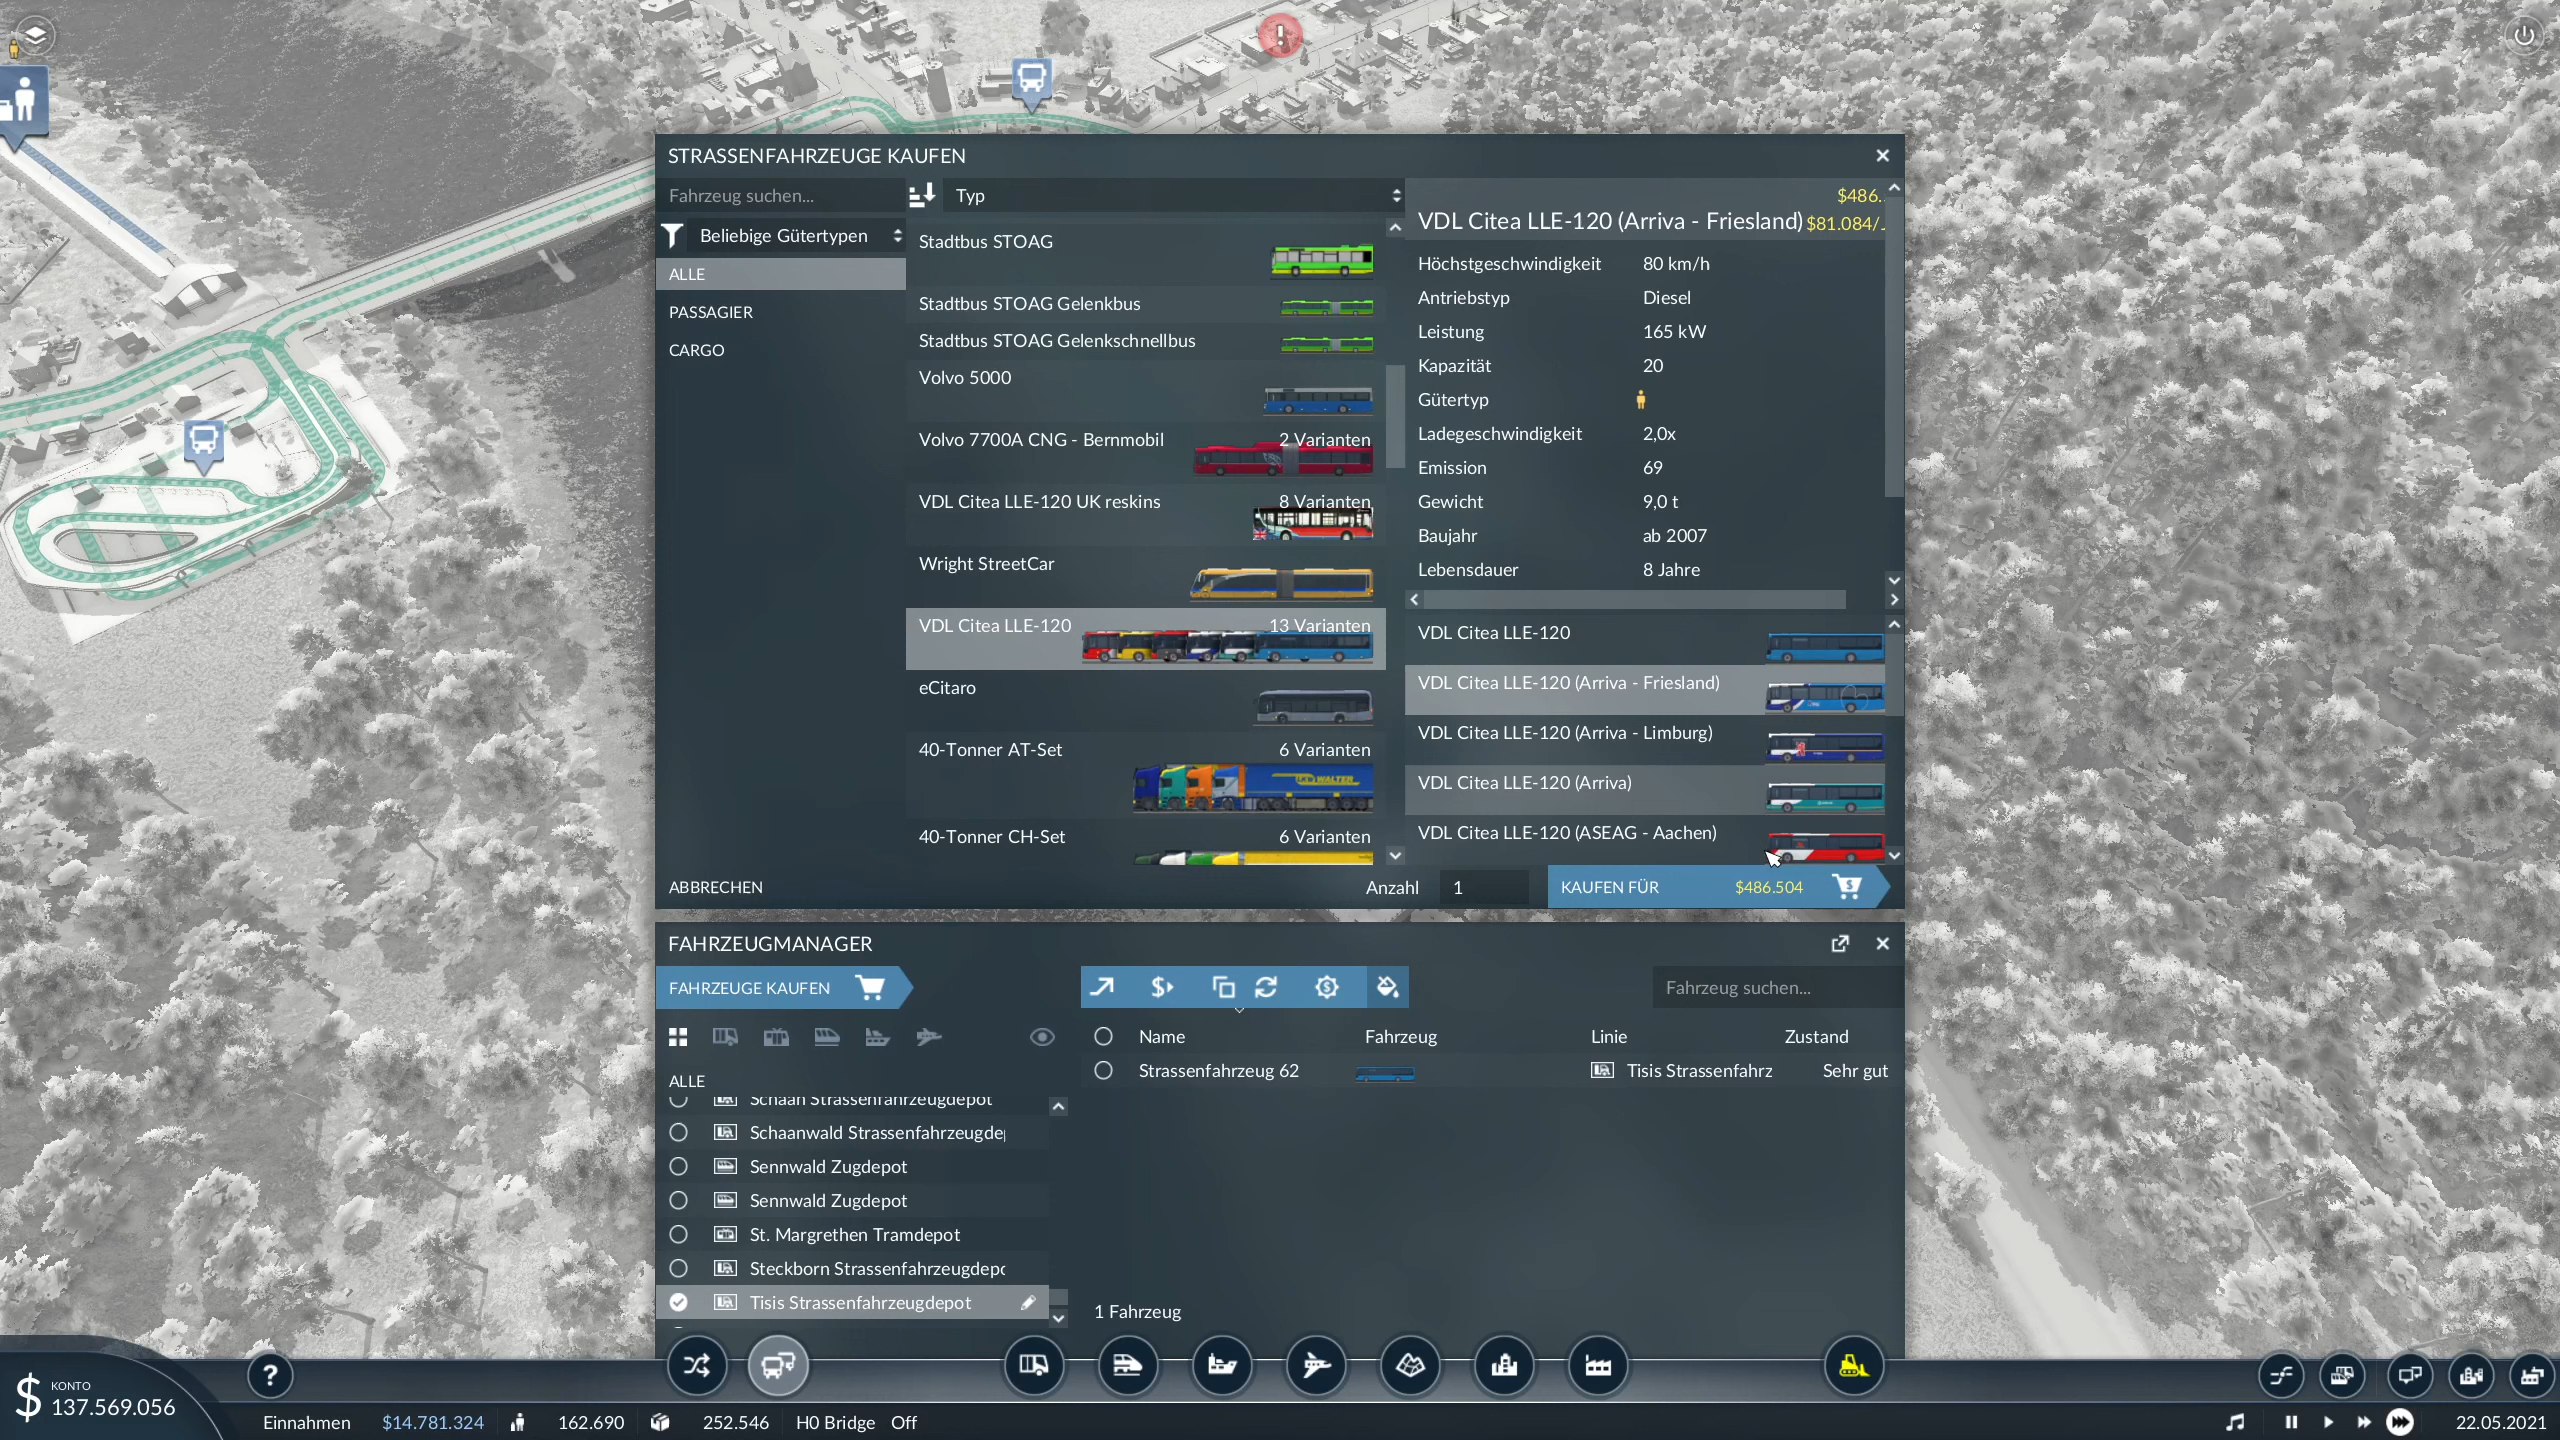 STRASSENFAHRZEUGE KAUFEN
Fahrzeug suchen...
Typ
Beliebige Gütertypen
ALLE
PASSAGIER
CARGO
Stadtbus STOAG
Stadtbus STOAG Gelenkbus
Stadtbus STOAG Gelenkschnellbus
Volvo 5000
Volvo 7700A CNG - Bernmobil 2 Varianten
VDL Citea LLE-120 UK reskins 8 Varianten
Wright StreetCar
VDL Citea LLE-120 13 Varianten
eCitaro
40-Tonner AT-Set 6 Varianten
WALTER
40-Tonner CH-Set 6 Varianten
$486.
VDL Citea LLE-120 (Arriva - Friesland) $81.084/J
Höchstgeschwindigkeit 80 km/h
Antriebstyp Diesel
Leistung 165 kW
Kapazität 20
Gütertyp
Ladegeschwindigkeit 2,0x
Emission 69
Gewicht 9,0 t
Baujahr ab 2007
Lebensdauer 8 Jahre
VDL Citea LLE-120
VDL Citea LLE-120 (Arriva - Friesland)
VDL Citea LLE-120 (Arriva - Limburg)
VDL Citea LLE-120 (Arriva)
VDL Citea LLE-120 (ASEAG - Aachen)
ABBRECHEN
Anzahl 1
KAUFEN FÜR $486.504
FAHRZEUGMANAGER
FAHRZEUGE KAUFEN
Fahrzeug suchen...
ALLE
Schaan Strassenfahrzeugdepot
Schaanwald Strassenfahrzeugdep
Sennwald Zugdepot
Sennwald Zugdepot
St. Margrethen Tramdepot
Steckborn Strassenfahrzeugdepo
Tisis Strassenfahrzeugdepot
Name Fahrzeug Linie Zustand
Strassenfahrzeug 62 Tisis Strassenfahrz Sehr gut
1 Fahrzeug
$ KONTO
137.569.056
?
Einnahmen $14.781.324 162.690 252.546 H0 Bridge Off
22.05.2021